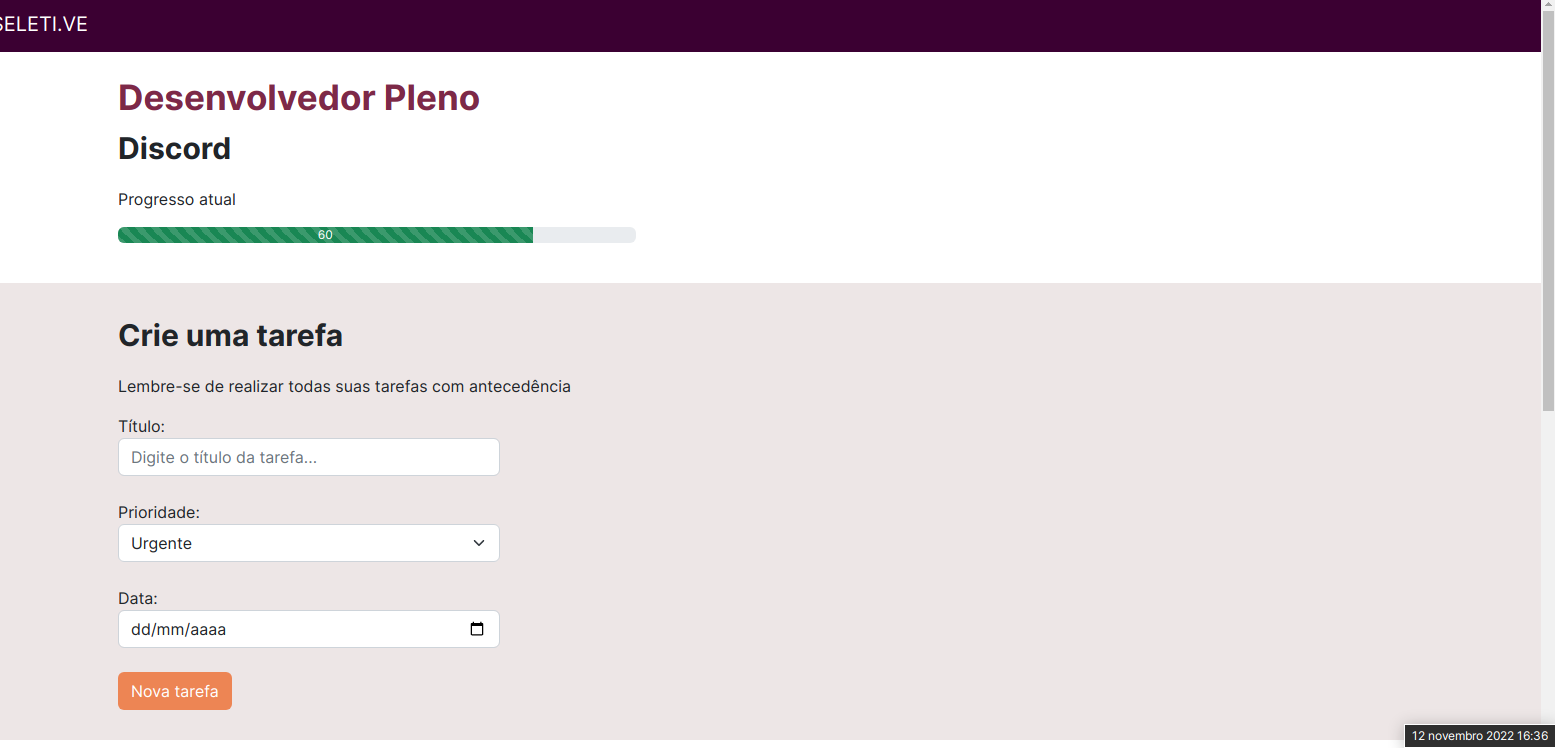 SELETI.VE
Desenvolvedor Pleno
Discord
Progresso atual
60
Crie uma tarefa
Lembre-se de realizar todas suas tarefas com antecedência
Título:
Digite o título da tarefa...
Prioridade:
Urgente
Data:
dd/mm/aaaa
Nova tarefa
12 novembro 2022 16:36